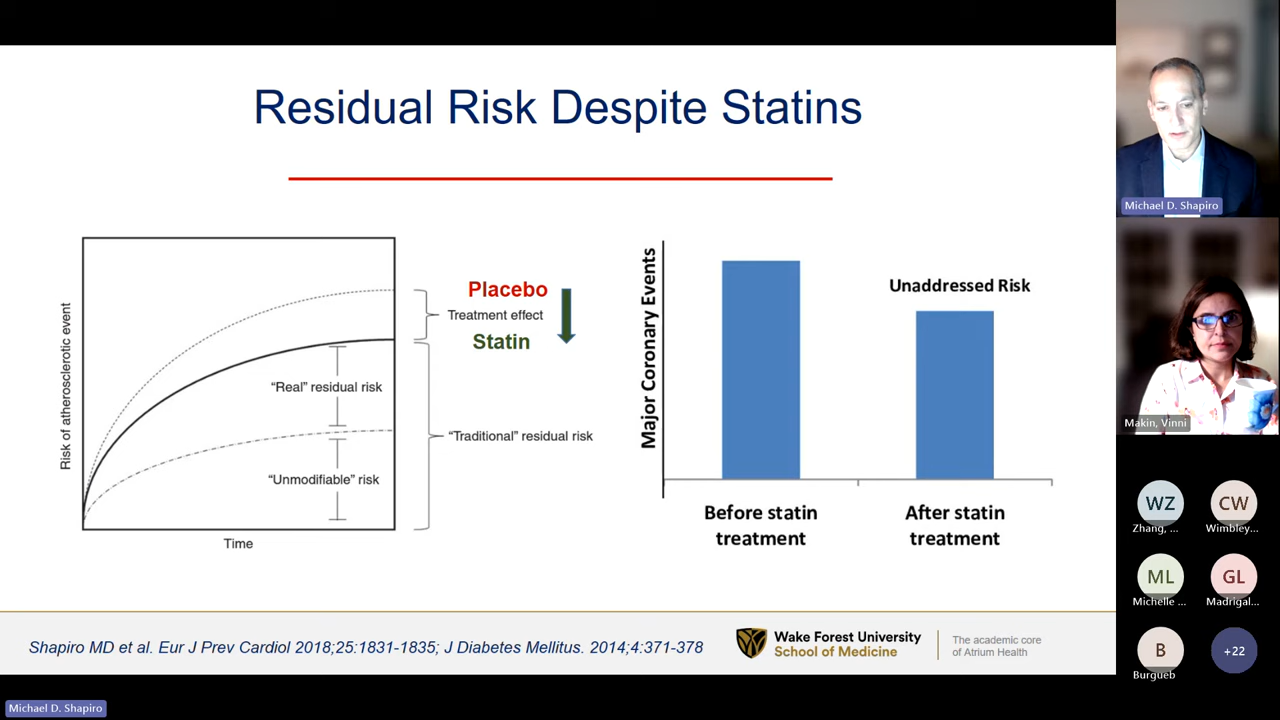 Residual Risk Despite Statins
Risk of atherosclerotic event
Placebo
Treatment effect
Statin
“Real” residual risk
“Traditional” residual risk
“Unmodifiable” risk
Time
Major Coronary Events
Unaddressed Risk
Before statin
treatment
After statin
treatment
Shapiro MD et al. Eur J Prev Cardiol 2018;25:1831-1835; J Diabetes Mellitus. 2014;4:371-378
Wake Forest University
School of Medicine
The academic core
of Atrium Health
Michael D. Shapiro
Makin, Vinni
WZ
Zhang, ...
CW
Wimbley...
ML
Michelle ...
GL
Madrigal...
B
Burgueb
+22
Michael D. Shapiro